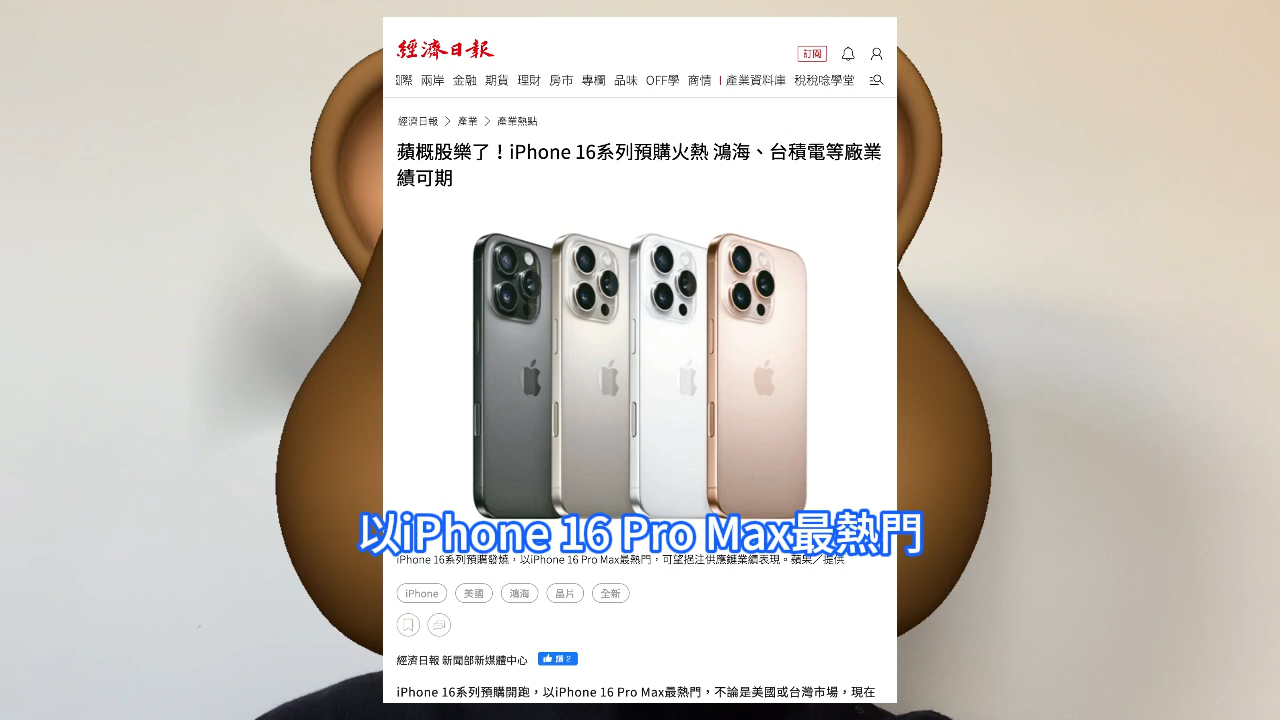 經濟日報
訂閱
國際 兩岸 金融 期貨 理財 房市 專欄 品味 OFF學 商情 產業資料庫 稅稅唸學堂
經濟日報 > 產業 > 產業熱點
蘋概股樂了！iPhone 16系列預購火熱 鴻海、台積電等廠業
績可期
以iPhone 16 Pro Max最熱門
iPhone 16系列預購發燒，以iPhone 16 Pro Max最熱門，可望挹注供應鏈業績表現。蘋果／提供
iPhone 美國 鴻海 晶片 全新
經濟日報 新聞部新媒體中心 讚 2
iPhone 16系列預購開跑，以iPhone 16 Pro Max最熱門，不論是美國或台灣市場，現在